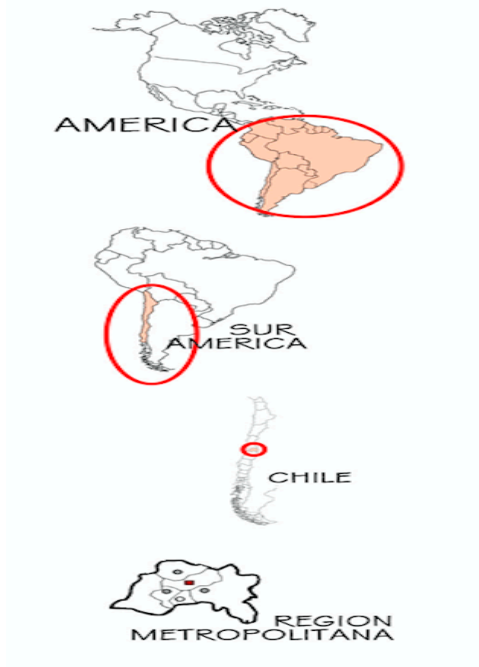 AMERICA
SUR
AMERICA
CHILE
REGION
METROPOLITANA